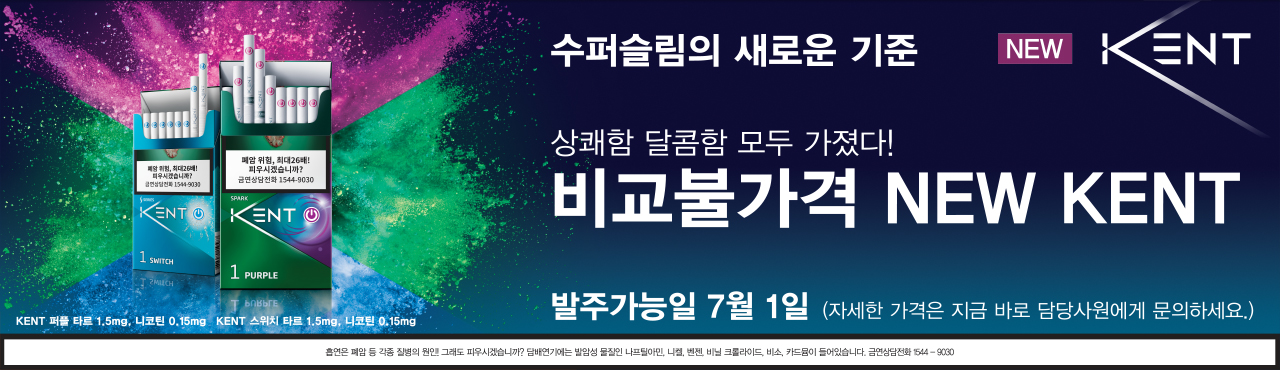 수퍼슬림의 새로운 기준
NEW KENT
상쾌함 달콤함 모두 가졌다!
비교불가격 NEW KENT
발주가능일 7월 1일 (자세한 가격은 지금 바로 담당사원에게 문의하세요.)
폐암 위험, 최대26배!
피우시겠습니까?
금연상담전화 1544-9030
KENT
1 SWITCH
폐암 위험, 최대26배!
피우시겠습니까?
금연상담전화 1544-9030
SPARK
KENT
1 PURPLE
KENT 퍼플 타르 1.5mg, 니코틴 0.15mg KENT 스위치 타르 1.5mg, 니코틴 0.15mg
흡연은 폐암 등 각종 질병의 원인! 그래도 피우시겠습니까? 담배연기에는 발암성 물질인 나프틸아민, 니켈, 벤젠, 비닐 크롤라이드, 비소, 카드뮴이 들어있습니다. 금연상담전화 1544 - 9030